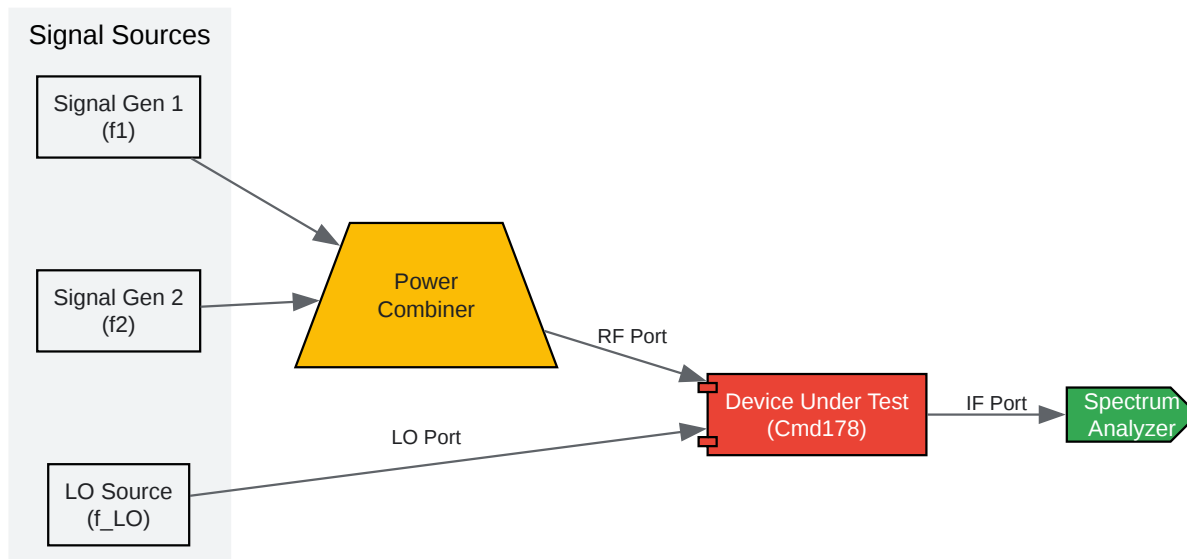 Signal Sources
Signal Gen 1
(f1)
Signal Gen 2
(f2)
LO Source
(f_LO)
Power
Combiner
RF Port
LO Port
Device Under Test
(Cmd178)
IF Port
Spectrum
Analyzer